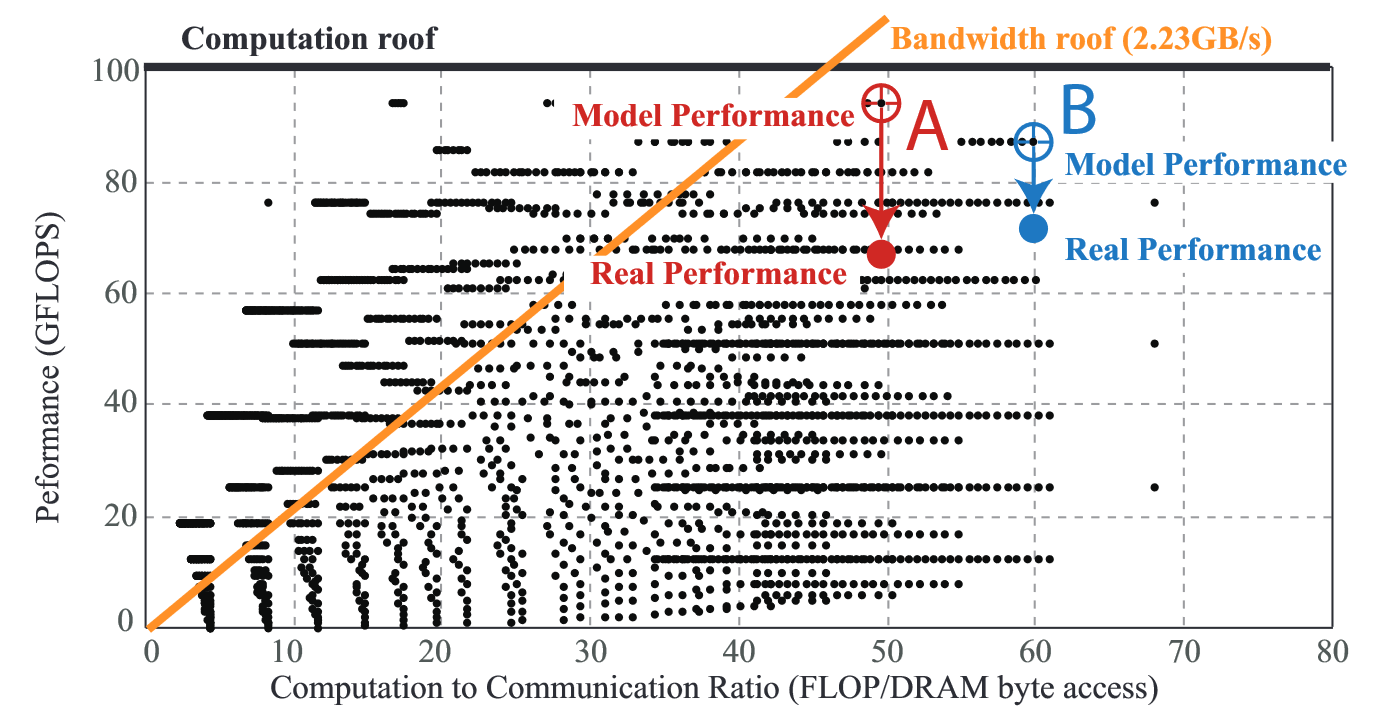 Computation roof
Bandwidth roof (2.23GB/s)
100
80
60
40
20
0
Peformance (GFLOPS)
Model Performance
A
B
Model Performance
Real Performance
Real Performance
0 10 20 30 40 50 60 70 80
Computation to Communication Ratio (FLOP/DRAM byte access)